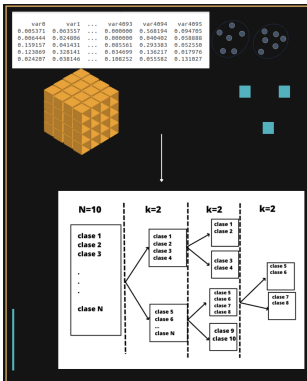 var0 var1 ... var4093 var4094 var4095
0.005371 0.063557 ... 0.000000 0.568194 0.094705
0.006444 0.024006 ... 0.000000 0.040402 0.058888
0.159157 0.041431 ... 0.005561 0.293383 0.052550
0.123069 0.328141 ... 0.034699 0.136217 0.017976
0.024207 0.038146 ... 0.108252 0.055582 0.131027
N=10 k=2 k=2 k=2
clase 1
clase 2
clase 3
.
.
.
clase N
clase 1
clase 2
clase 3
clase 4
clase 5
clase 6
...
clase N
clase 1
clase 2
clase 3
clase 4
clase 5
clase 6
clase 7
clase 8
clase 9
clase 10
clase 5
clase 6
clase 7
clase 8